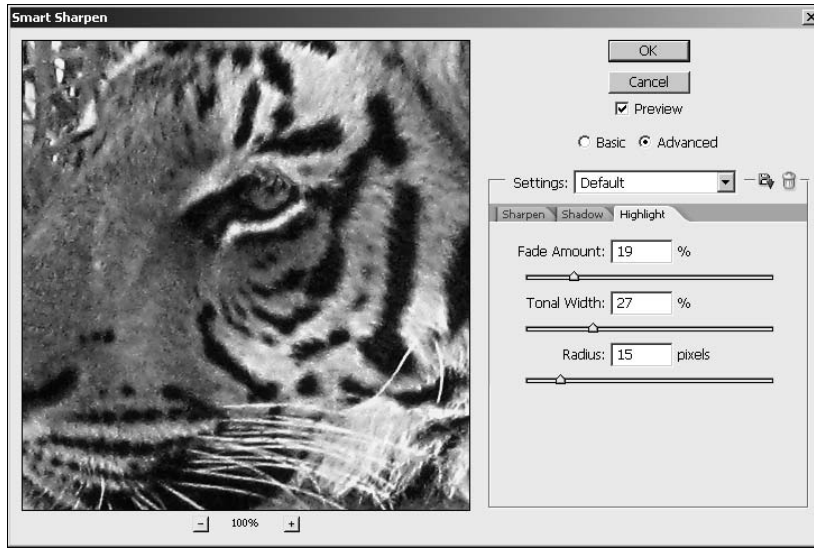 Smart Sharpen
OK
Cancel
Preview
Basic Advanced
Settings: Default
Sharpen Shadow Highlight
Fade Amount: 19 %
Tonal Width: 27 %
Radius: 15 pixels
100%